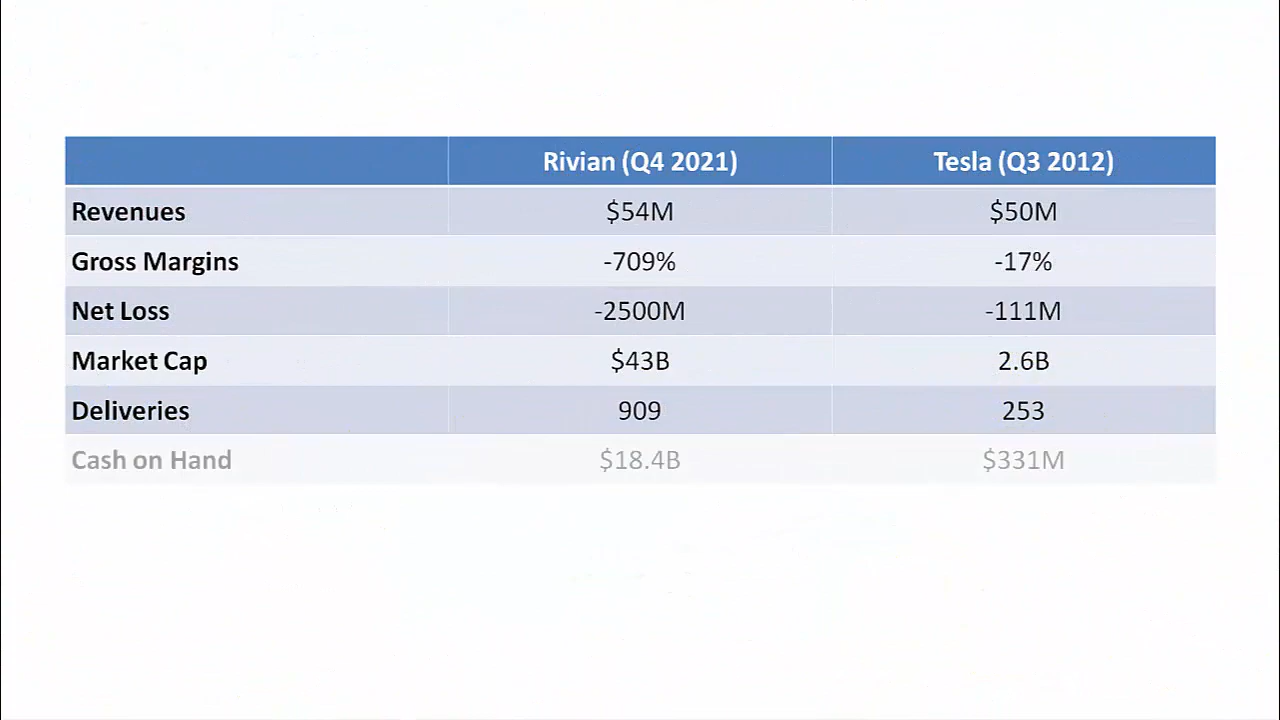 Rivian (Q4 2021) Tesla (Q3 2012)
Revenues $54M $50M
Gross Margins -709% -17%
Net Loss -2500M -111M
Market Cap $43B 2.6B
Deliveries 909 253
Cash on Hand $18.4B $331M